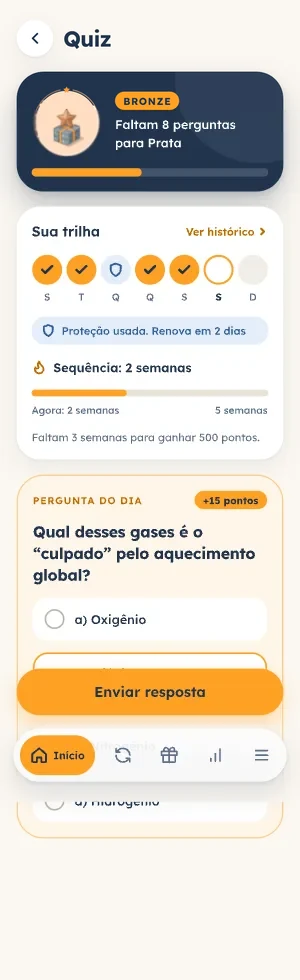 Quiz
BRONZE
Faltam 8 perguntas
para Prata
Sua trilha
Ver histórico
S T Q Q S S D
Proteção usada. Renova em 2 dias
Sequência: 2 semanas
Agora: 2 semanas
5 semanas
Faltam 3 semanas para ganhar 500 pontos.
PERGUNTA DO DIA
+15 pontos
Qual desses gases é o
“culpado” pelo aquecimento
global?
a) Oxigênio
Enviar resposta
Início
d) Hidrogênio